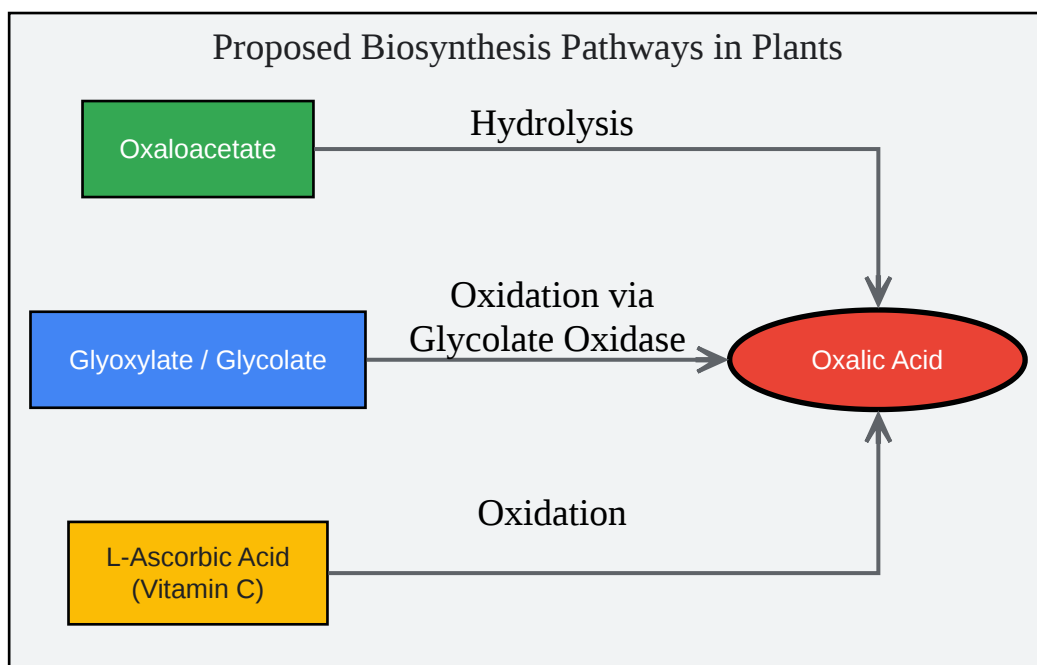 Proposed Biosynthesis Pathways in Plants
Oxaloacetate
Hydrolysis
Oxidation via
Glycolate Oxidase
Glyoxylate / Glycolate
Oxalic Acid
Oxidation
L-Ascorbic Acid
(Vitamin C)